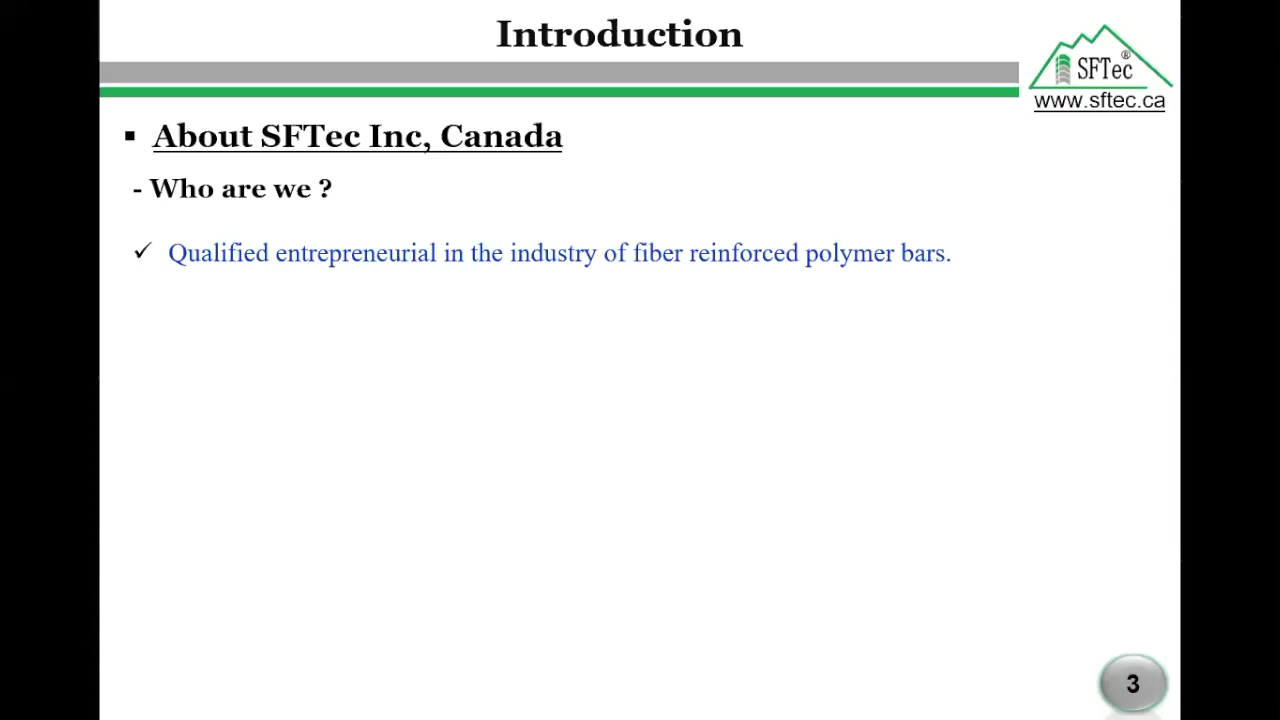 Introduction
SFTec®
www.sftec.ca
▪ About SFTec Inc, Canada
- Who are we ?
✓ Qualified entrepreneurial in the industry of fiber reinforced polymer bars.
3